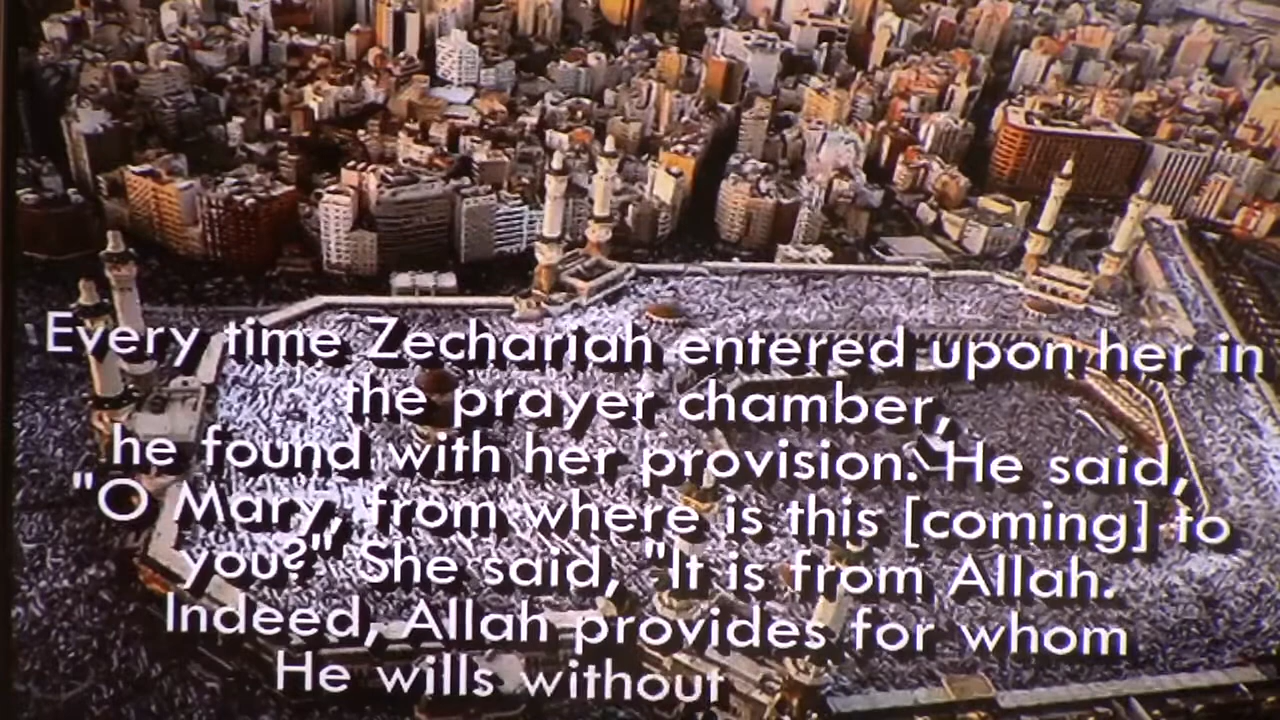 Every time Zechariah entered upon her in
the prayer chamber,
he found with her provision. He said,
"O Mary, from where is this [coming] to
you?" She said, "It is from Allah.
Indeed, Allah provides for whom
He wills without